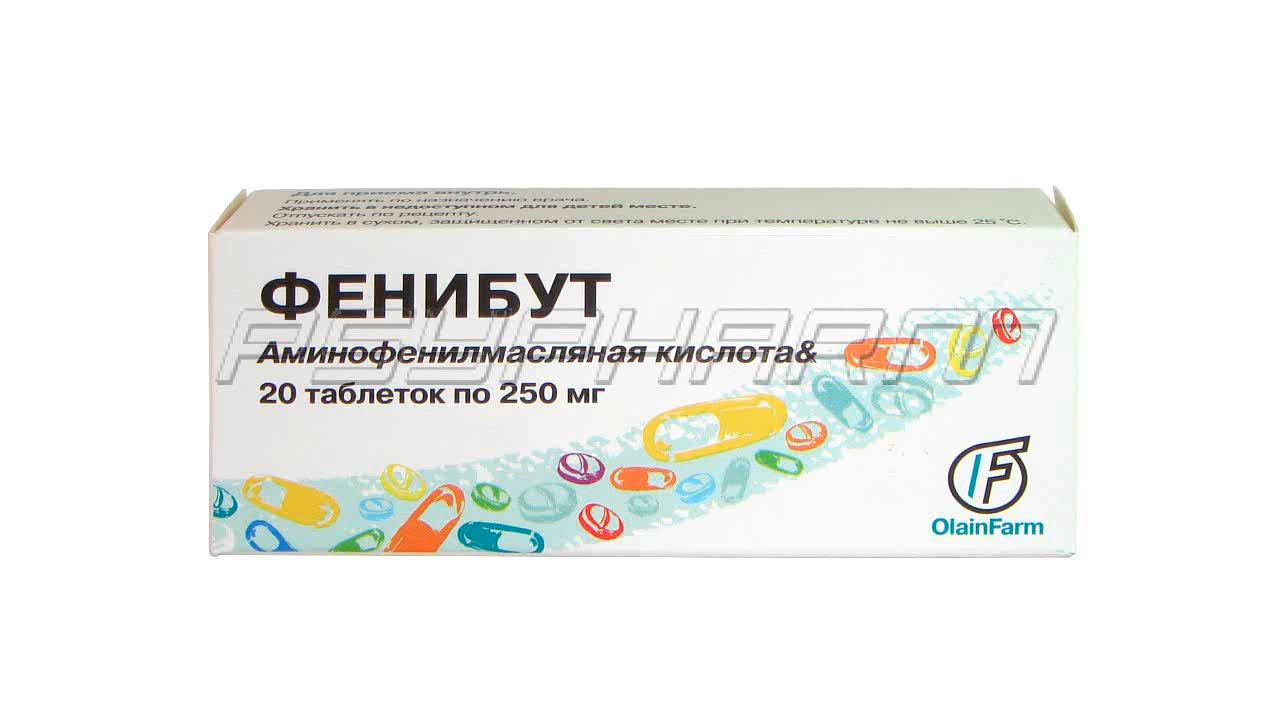 Для приема внутрь.
Применять по назначению врача.
Хранить в недоступном для детей месте.
Отпускать по рецепту.
Хранить в сухом, защищенном от света месте при температуре не выше 25 °C.
ФЕНИБУТ
PSYPHARM
Аминофенилмасляная кислота&
20 таблеток по 250 мг
OlainFarm